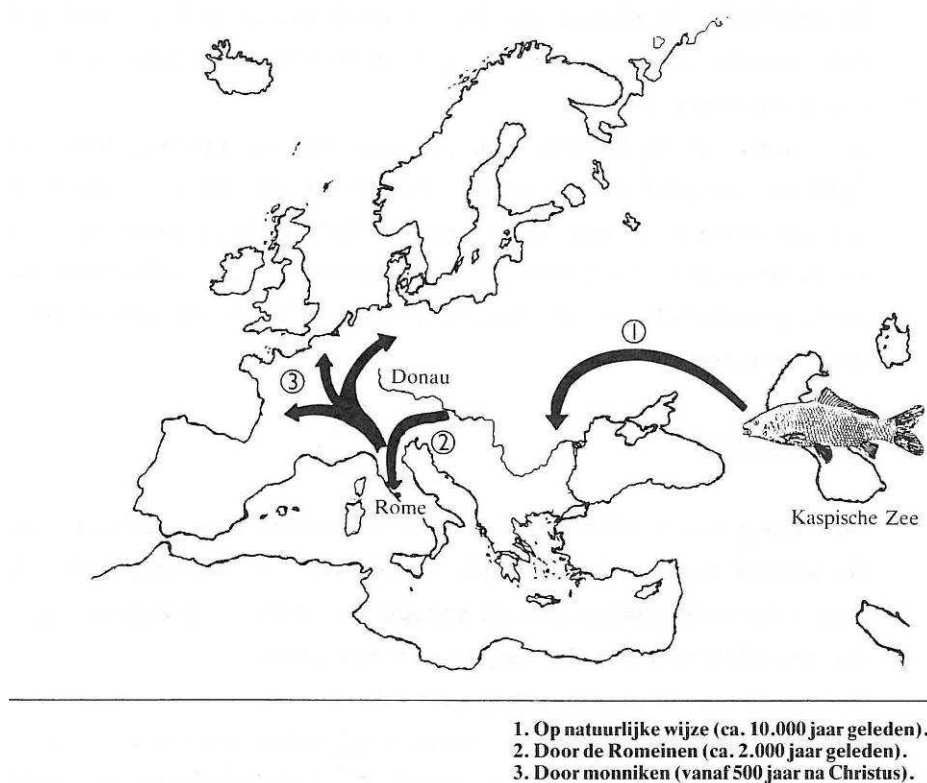 ①
③
Donau
②
Rome
Kaspische Zee
1. Op natuurlijke wijze (ca. 10.000 jaar geleden).
2. Door de Romeinen (ca. 2.000 jaar geleden).
3. Door monniken (vanaf 500 jaar na Christus).